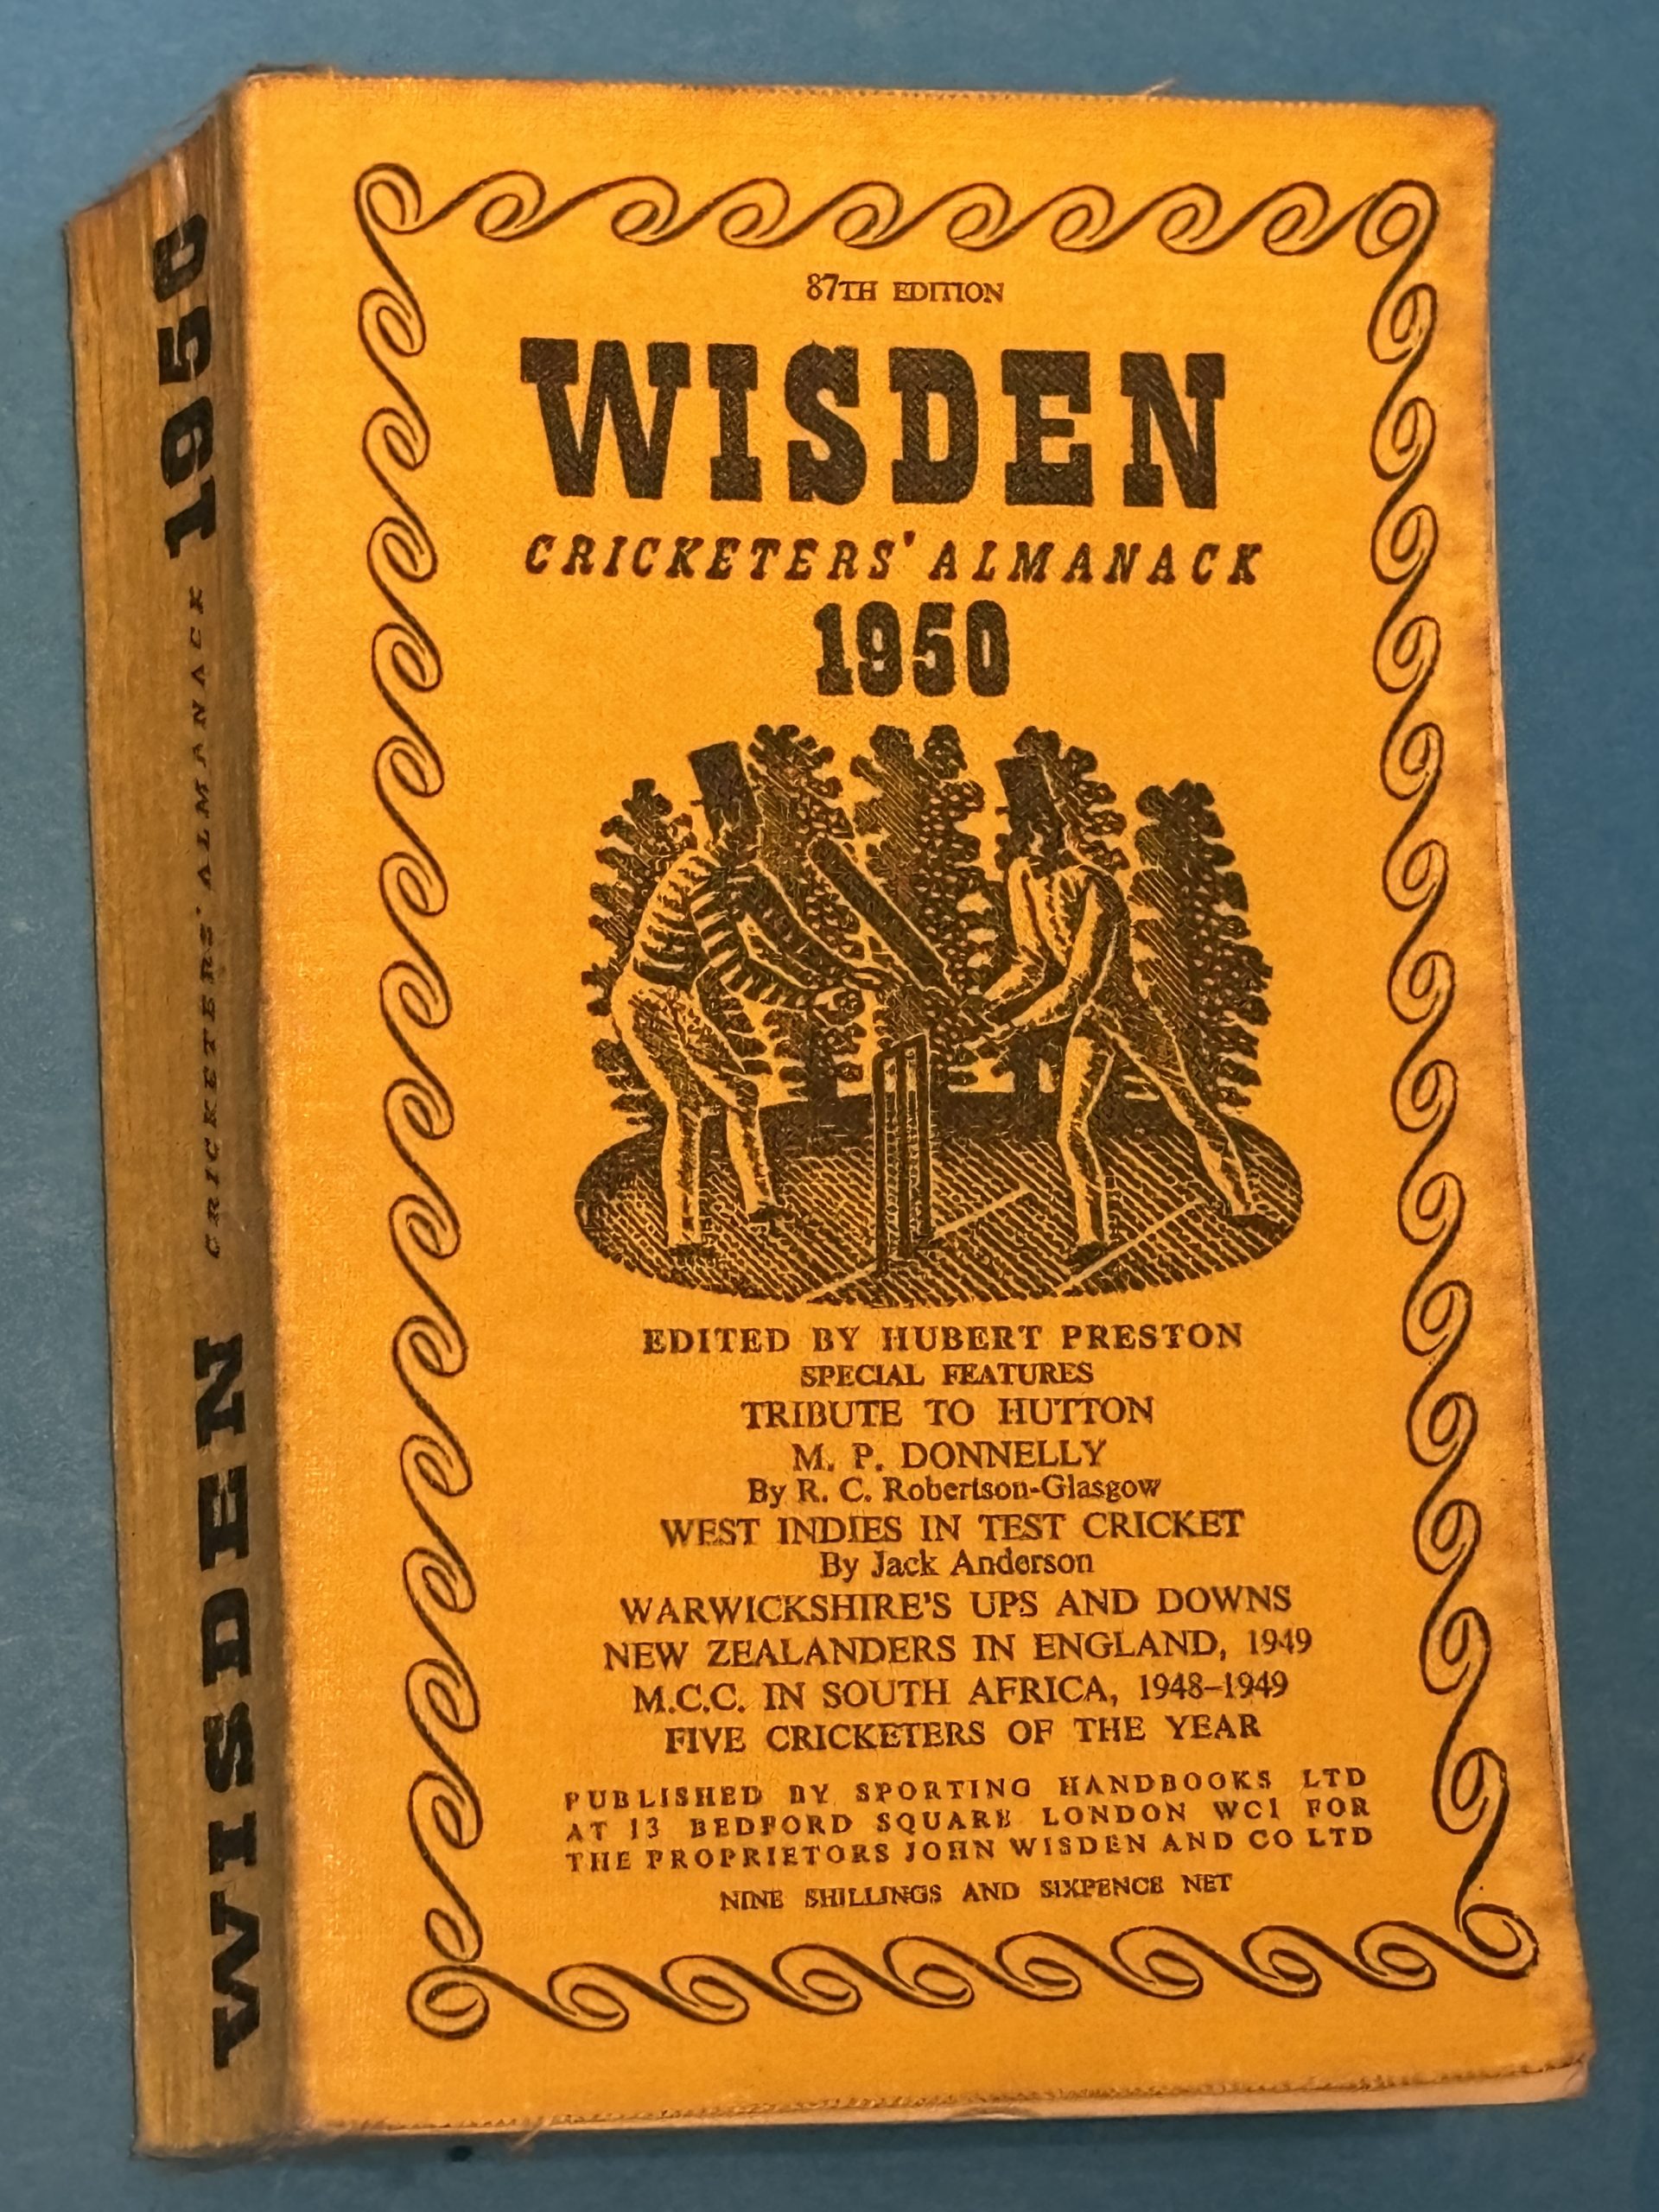 WISDEN CRICKETERS' ALMANACK 1950
87TH EDITION
WISDEN
CRICKETERS' ALMANACK
1950
EDITED BY HUBERT PRESTON
SPECIAL FEATURES
TRIBUTE TO HUTTON
M. P. DONNELLY
By R. C. Robertson-Glasgow
WEST INDIES IN TEST CRICKET
By Jack Anderson
WARWICKSHIRE'S UPS AND DOWNS
NEW ZEALANDERS IN ENGLAND, 1949
M.C.C. IN SOUTH AFRICA, 1948–1949
FIVE CRICKETERS OF THE YEAR
PUBLISHED BY SPORTING HANDBOOKS LTD
AT 13 BEDFORD SQUARE LONDON WC1 FOR
THE PROPRIETORS JOHN WISDEN AND CO LTD
NINE SHILLINGS AND SIXPENCE NET